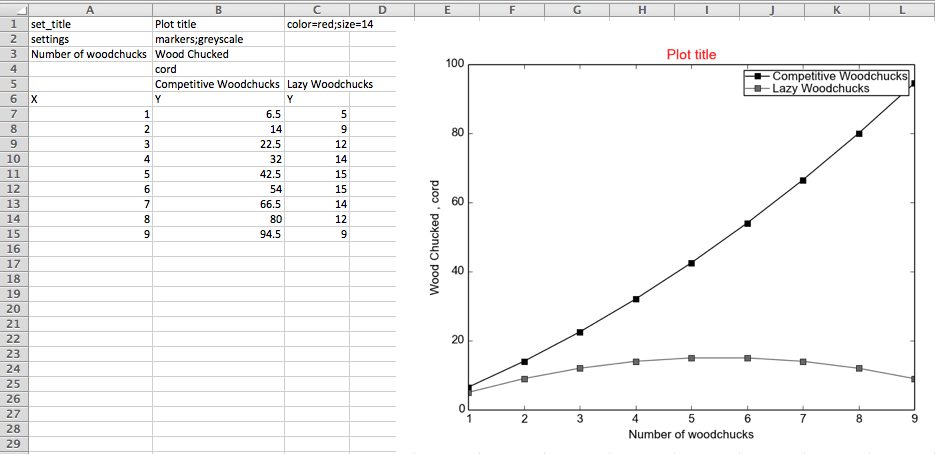 A B C D E F G H I J K L
1 set_title Plot title color=red;size=14
2 settings markers;greyscale
3 Number of woodchucks Wood Chucked
4 cord
5 Competitive Woodchucks Lazy Woodchucks
6 X Y Y
7 1 6.5 5
8 2 14 9
9 3 22.5 12
10 4 32 14
11 5 42.5 15
12 6 54 15
13 7 66.5 14
14 8 80 12
15 9 94.5 9
16
17
18
19
20
21
22
23
24
25
26
27
28
29
Plot title
100
Competitive Woodchucks
Lazy Woodchucks
80
60
40
20
0
Wood Chucked , cord
1 2 3 4 5 6 7 8 9
Number of woodchucks